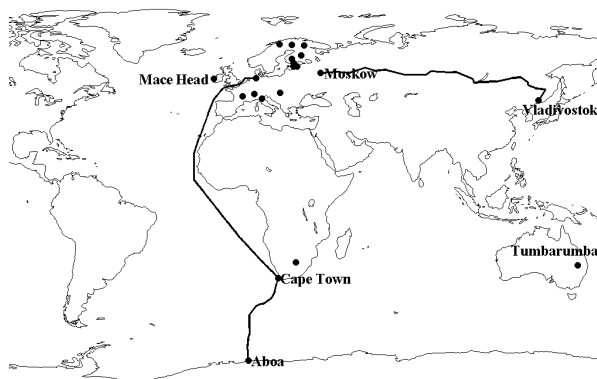 Mace Head
Moskow
Vladivostok
Tumbarumba
Cape Town
Aboa